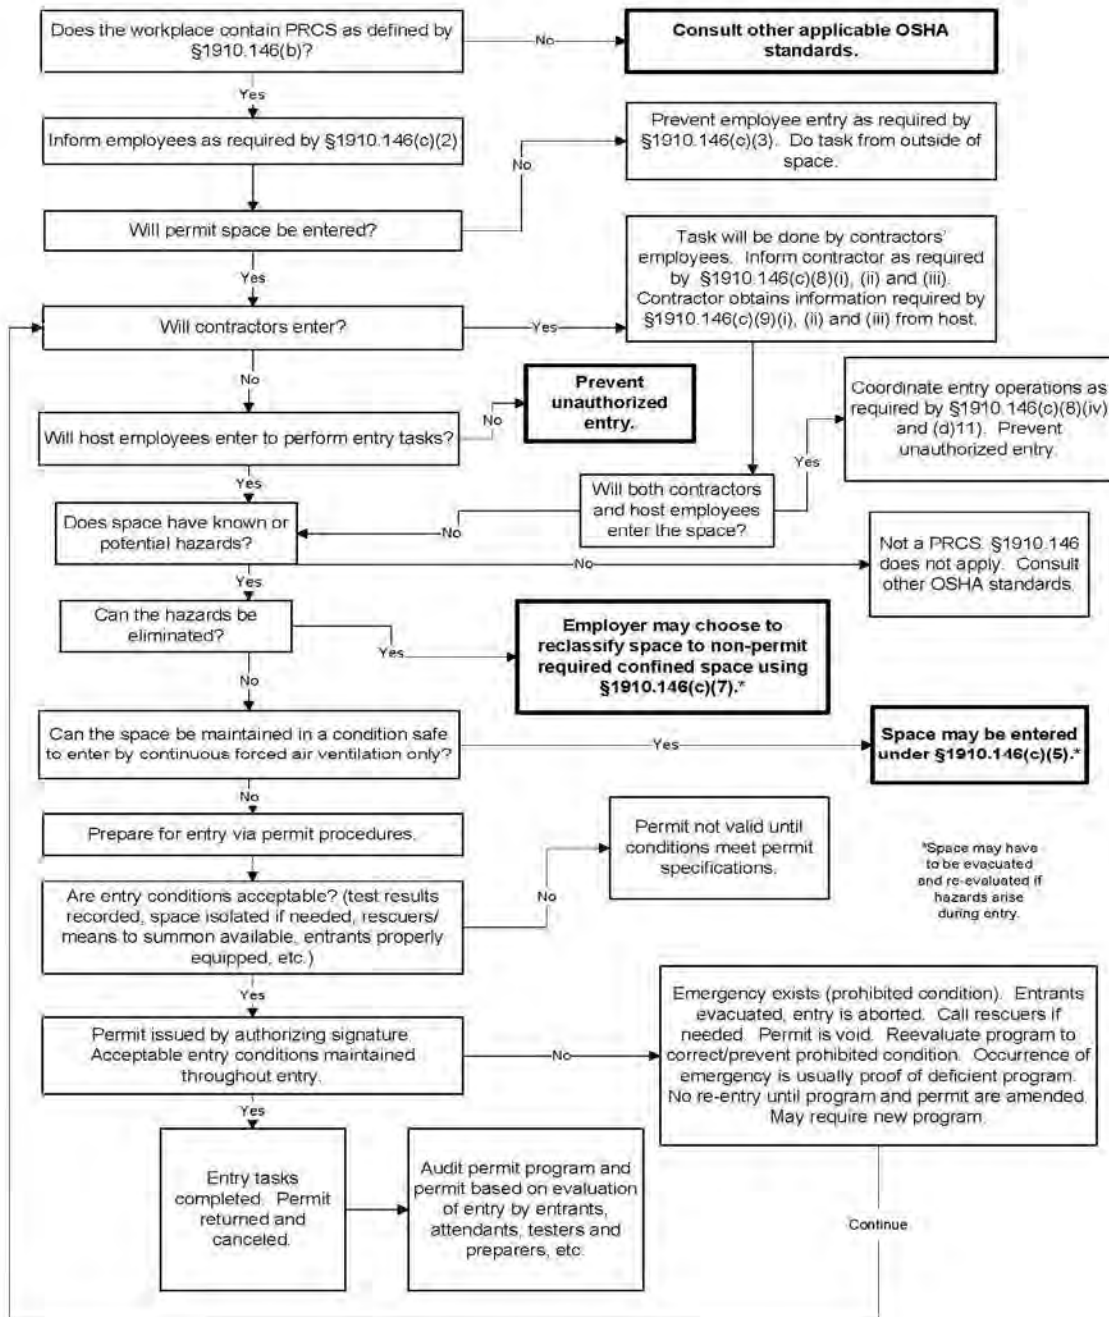 Does the workplace contain PRCS as defined by
§1910.146(b)?
No
Consult other applicable OSHA
standards.
Yes
Inform employees as required by §1910.146(c)(2)
Prevent employee entry as required by
§1910.146(c)(3). Do task from outside of
space.
No
Will permit space be entered?
Yes
Task will be done by contractors'
employees. Inform contractor as required
by §1910.146(c)(8)(i), (ii) and (iii).
Contractor obtains information required by
§1910.146(c)(9)(i), (ii) and (iii) from host.
Will contractors enter?
Yes
No
Prevent
unauthorized
entry.
Coordinate entry operations as
required by §1910.146(c)(8)(iv)
and (d)11). Prevent
unauthorized entry
Will host employees enter to perform entry tasks?
No
Yes
Yes
Will both contractors
and host employees
enter the space?
Does space have known or
potential hazards?
No
No
Not a PRCS. §1910.146
does not apply. Consult
other OSHA standards.
Yes
Can the hazards be
eliminated?
Yes
Employer may choose to
reclassify space to non-permit
required confined space using
§1910.146(c)(7).*
No
Can the space be maintained in a condition safe
to enter by continuous forced air ventilation only?
Yes
Space may be entered
under §1910.146(c)(5).*
No
Prepare for entry via permit procedures.
Permit not valid until
conditions meet permit
specifications.
*Space may have
to be evacuated
and re-evaluated if
hazards arise
during entry.
Are entry conditions acceptable? (test results
recorded, space isolated if needed, rescuers/
means to summon available, entrants properly
equipped, etc.)
No
Yes
Permit issued by authorizing signature.
Acceptable entry conditions maintained
throughout entry.
No
Emergency exists (prohibited condition). Entrants
evacuated, entry is aborted. Call rescuers if
needed. Permit is void. Reevaluate program to
correct/prevent prohibited condition. Occurrence of
emergency is usually proof of deficient program.
No re-entry until program and permit are amended.
May require new program.
Yes
Entry tasks
completed. Permit
returned and
canceled.
Audit permit program and
permit based on evaluation
of entry by entrants,
attendants, testers and
preparers, etc.
Continue